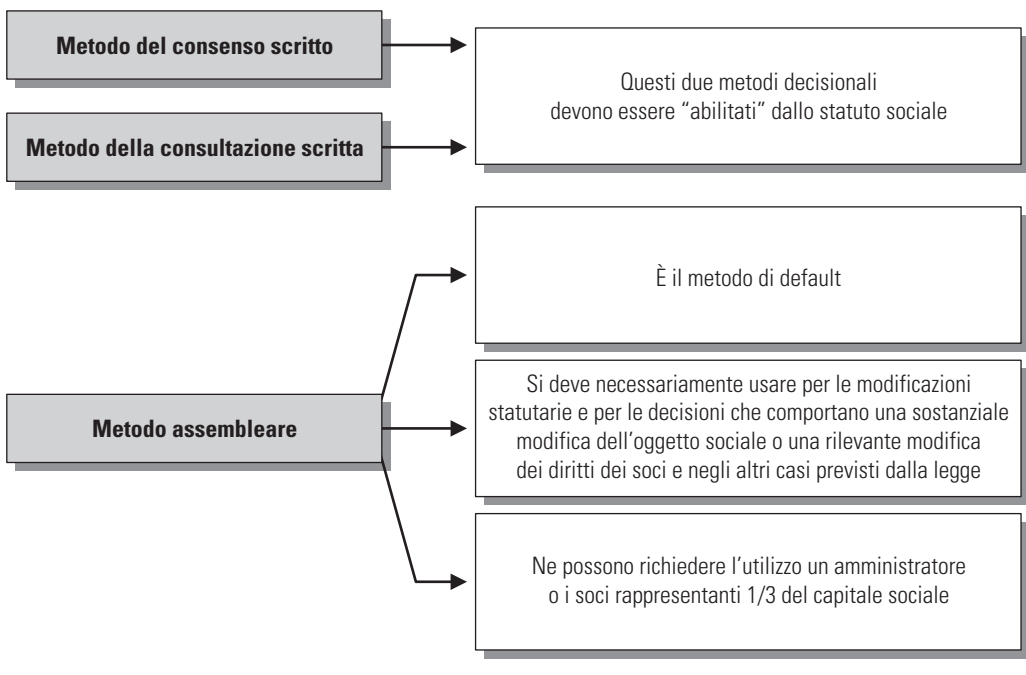 Metodo del consenso scritto
Metodo della consultazione scritta
Questi due metodi decisionali
devono essere “abilitati” dallo statuto sociale
Metodo assembleare
È il metodo di default
Si deve necessariamente usare per le modificazioni
statutarie e per le decisioni che comportano una sostanziale
modifica dell’oggetto sociale o una rilevante modifica
dei diritti dei soci e negli altri casi previsti dalla legge
Ne possono richiedere l’utilizzo un amministratore
o i soci rappresentanti 1/3 del capitale sociale